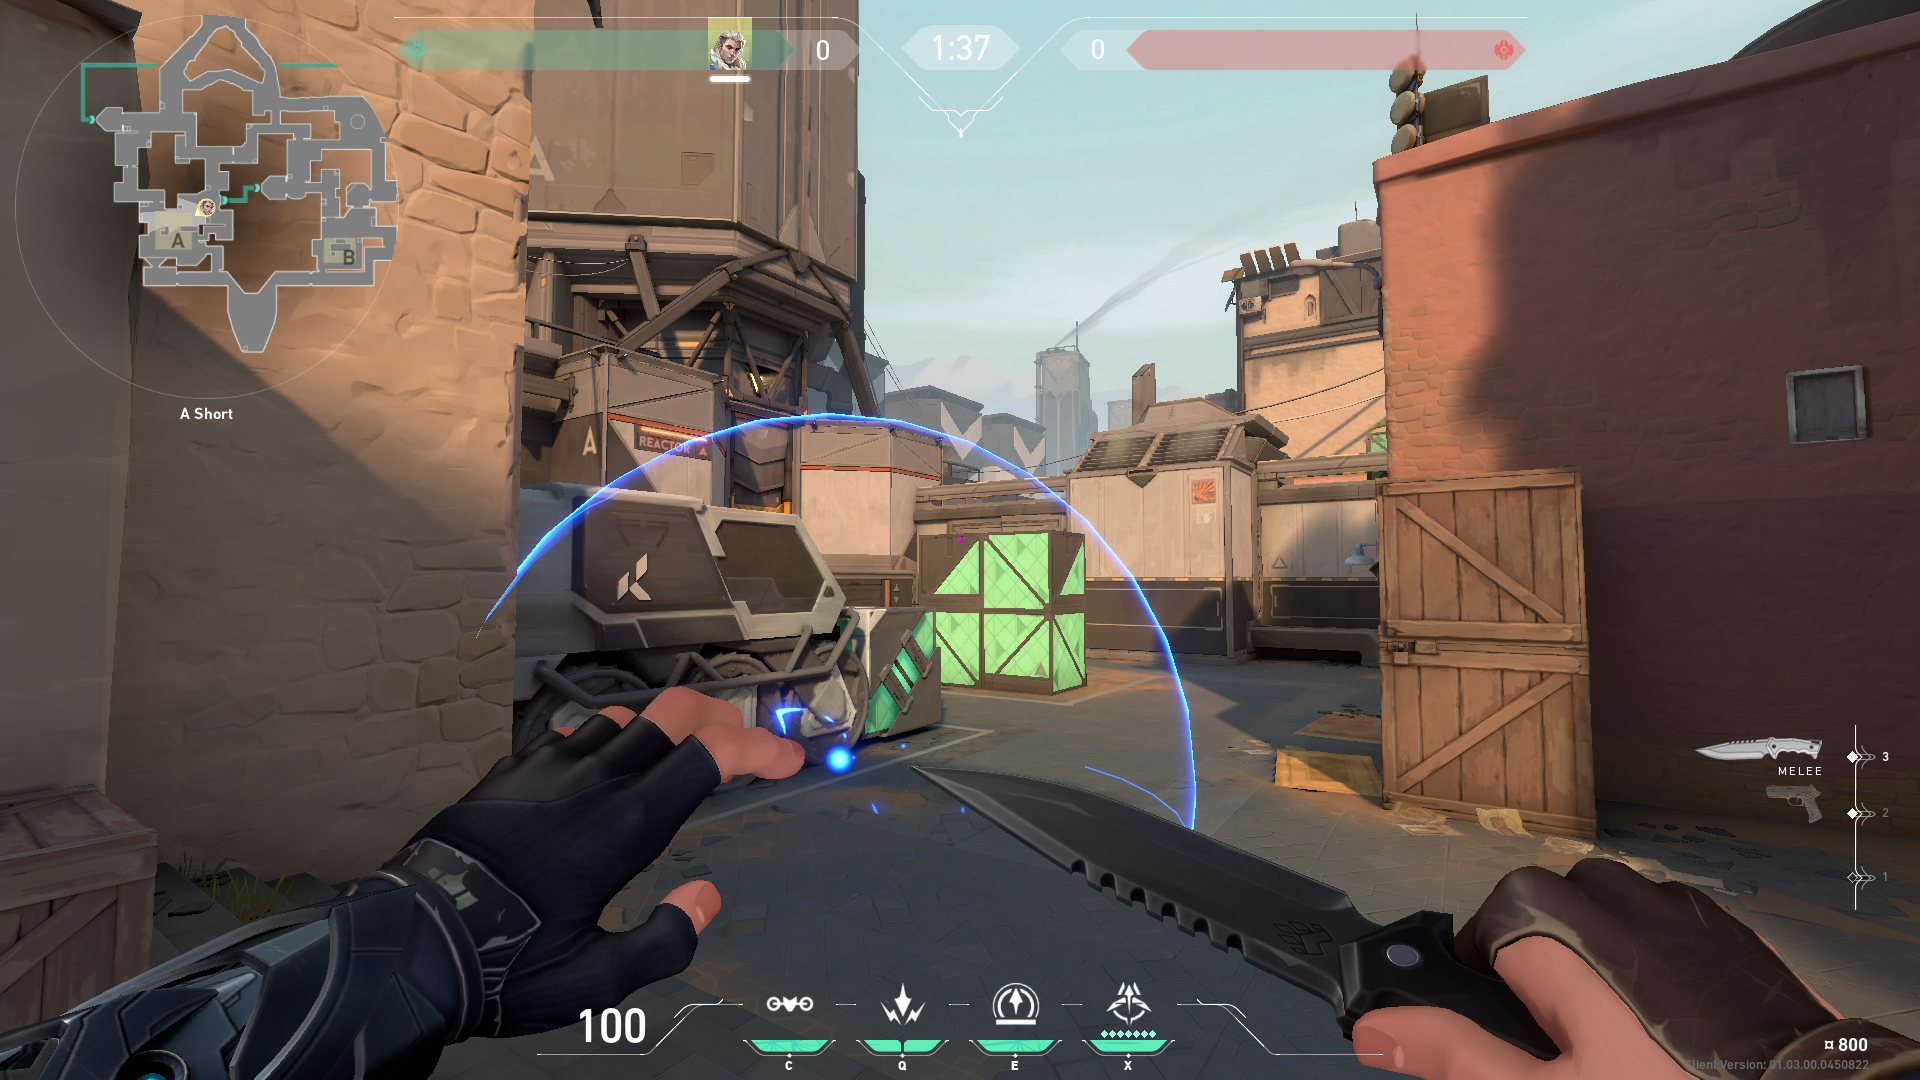 0
1:37
0
A
B
A Short
A
A
REACTOR A
MELEE
3
2
1
100
C
Q
E
X
¤ 800
Client Version: 01.03.00.0450822